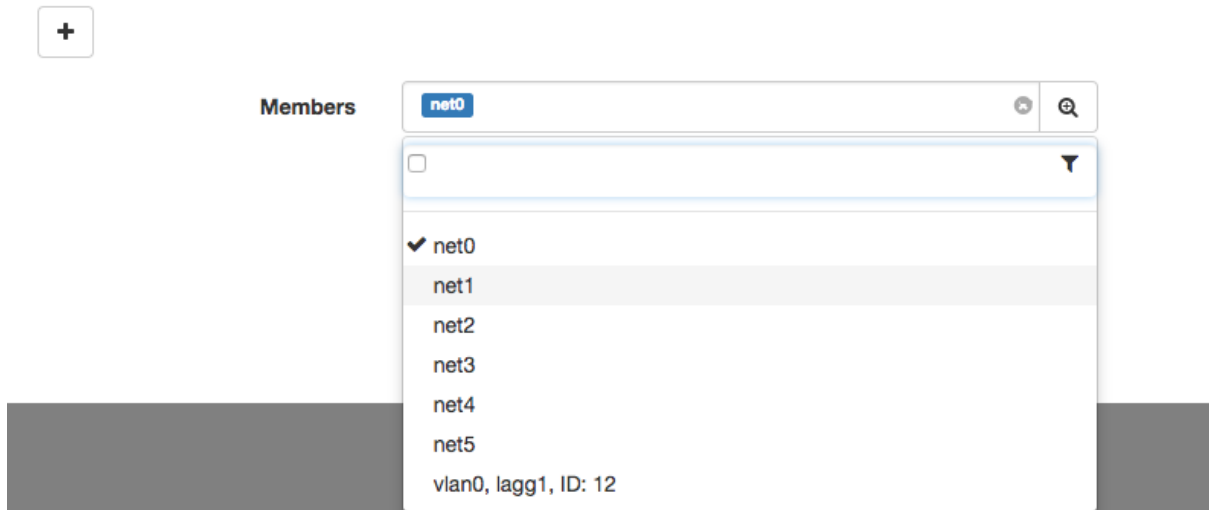 Members net0
net0
net1
net2
net3
net4
net5
vlan0, lagg1, ID: 12